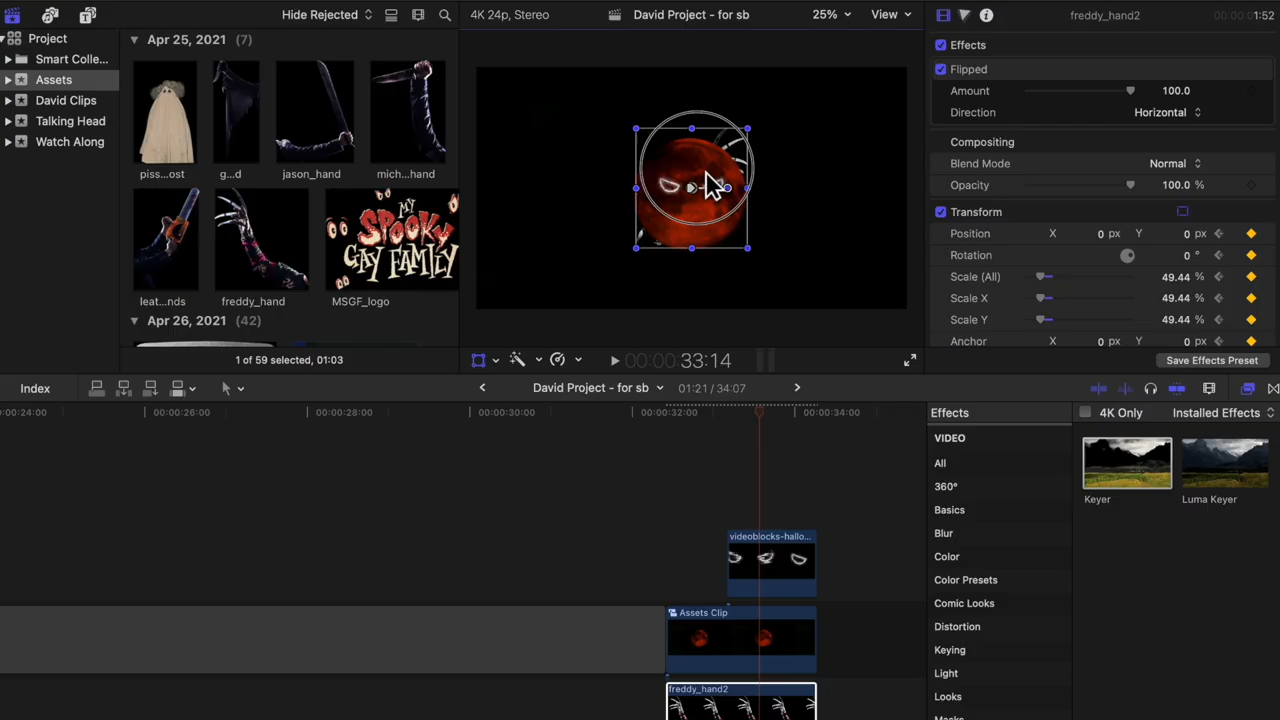 Hide Rejected
4K 24p, Stereo
David Project - for sb
25%
View
freddy_hand2
00:00:01:52
Project
Smart Colle...
Assets
David Clips
Talking Head
Watch Along
Apr 25, 2021 (7)
piss...ost
g...d
jason_hand
mich...hand
leat...nds
freddy_hand
MY
SPOOKY
GAY FAMILY
MSGF_logo
Apr 26, 2021 (42)
1 of 59 selected, 01:03
00:00:33:14
Effects
Flipped
Amount
100.0
Direction
Horizontal
Compositing
Blend Mode
Normal
Opacity
100.0 %
Transform
Position
X 0 px Y 0 px
Rotation
0 °
Scale (All)
49.44 %
Scale X
49.44 %
Scale Y
49.44 %
Anchor
X 0 px Y 0 px
Save Effects Preset
Index
David Project - for sb
01:21 / 34:07
:00:24:00
00:00:26:00
00:00:28:00
00:00:30:00
00:00:32:00
00:00:34:00
videoblocks-hallo...
Assets Clip
freddy_hand2
Effects
4K Only
Installed Effects
VIDEO
All
360°
Basics
Blur
Color
Color Presets
Comic Looks
Distortion
Keying
Light
Looks
Masks
Keyer
Luma Keyer